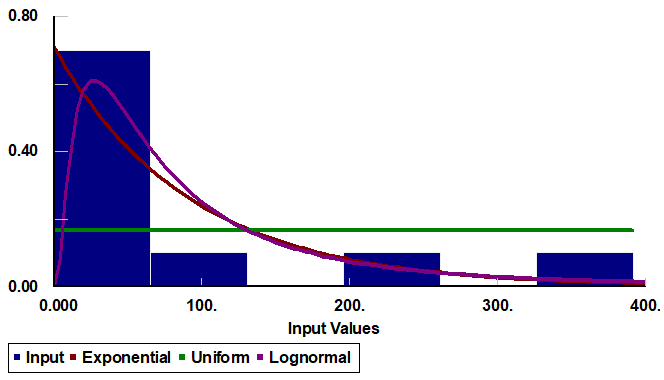 0.80
0.40
0.00
0.000 100. 200. 300. 400.
Input Values
Input Exponential Uniform Lognormal